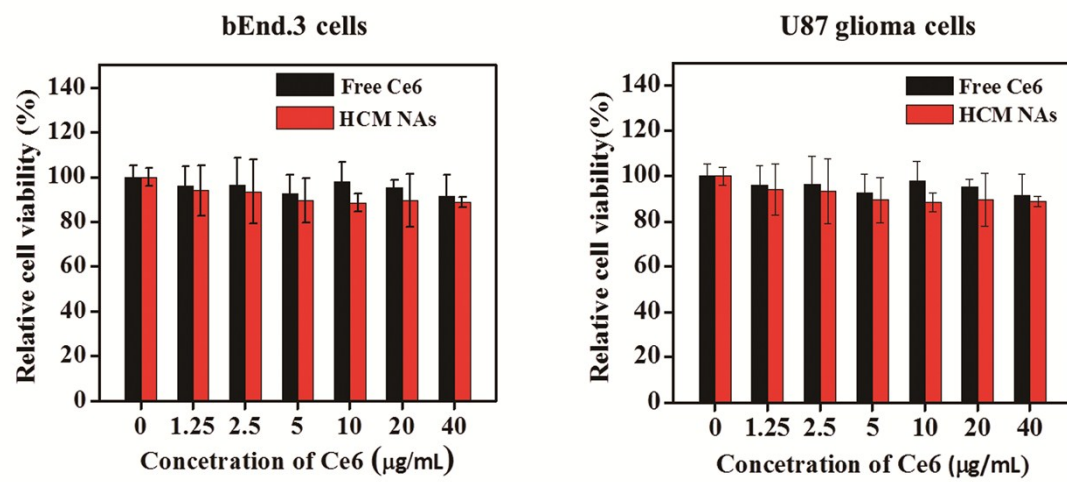 bEnd.3 cells
Free Ce6
HCM NAs
Relative cell viability (%)
140
120
100
80
60
40
20
0
0 1.25 2.5 5 10 20 40
Concetration of Ce6 (μg/mL)
U87 glioma cells
Free Ce6
HCM NAs
Relative cell viability(%)
140
120
100
80
60
40
20
0
0 1.25 2.5 5 10 20 40
Concetration of Ce6 (μg/mL)